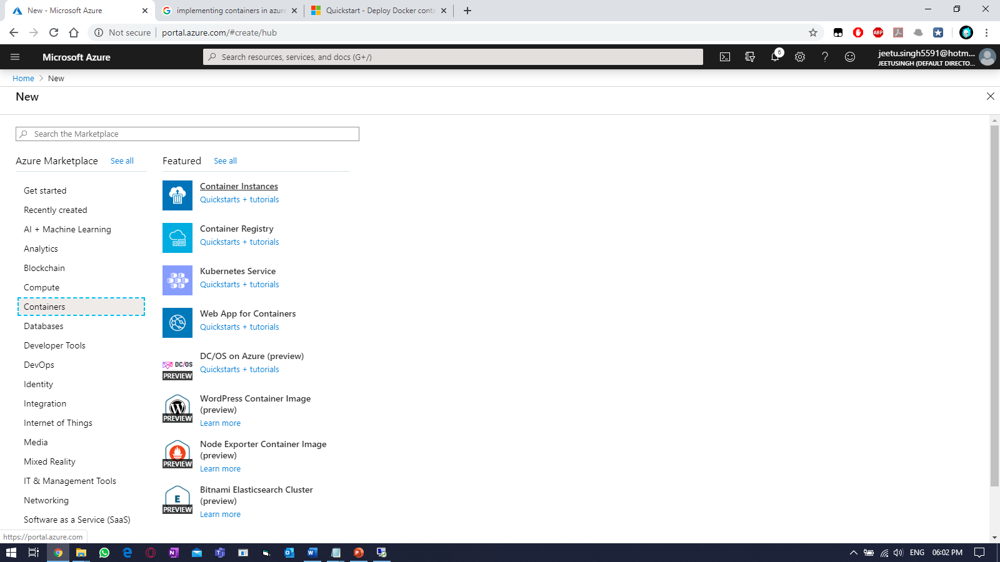 New - Microsoft Azure
implementing containers in azure
Quickstart - Deploy Docker conta
Not secure
portal.azure.com/#create/hub
ABP
Microsoft Azure
Search resources, services, and docs (G+/)
6
jeetu.singh5591@hotm...
JEETUSINGH (DEFAULT DIRECTO...
Home > New
New
Search the Marketplace
Azure Marketplace See all
Featured See all
Get started
Recently created
AI + Machine Learning
Analytics
Blockchain
Compute
Containers
Databases
Developer Tools
DevOps
Identity
Integration
Internet of Things
Media
Mixed Reality
IT & Management Tools
Networking
Software as a Service (SaaS)
Container Instances
Quickstarts + tutorials
Container Registry
Quickstarts + tutorials
Kubernetes Service
Quickstarts + tutorials
Web App for Containers
Quickstarts + tutorials
DC/OS
PREVIEW
DC/OS on Azure (preview)
Quickstarts + tutorials
PREVIEW
WordPress Container Image
(preview)
Learn more
PREVIEW
Node Exporter Container Image
(preview)
Learn more
E
PREVIEW
Bitnami Elasticsearch Cluster
(preview)
Learn more
https://portal.azure.com
ENG
06:02 PM